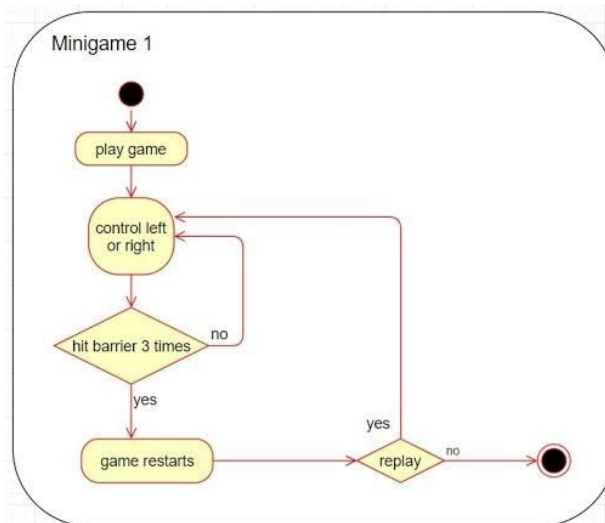 Minigame 1
play game
control left
or right
hit barrier 3 times
no
yes
game restarts
yes
replay
no